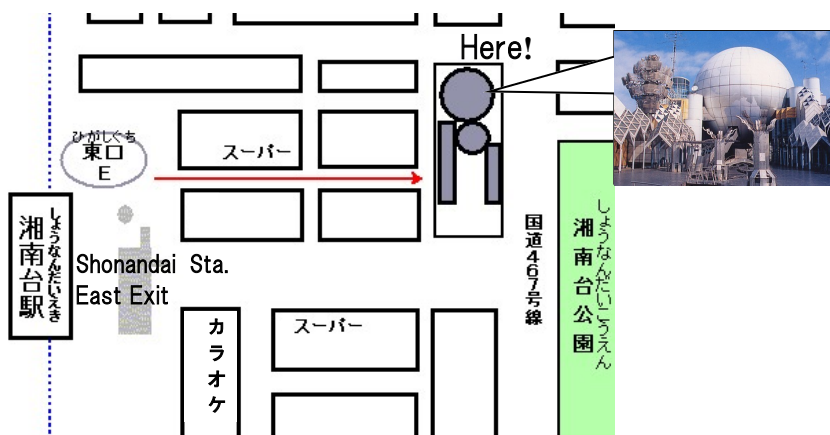 Here!
ひがしぐち
東口
E
スーパー
しょうなんだいえき
湘南台駅
Shonandai Sta.
East Exit
カラオケ
スーパー
国道467号線
しょうなんだいこうえん
湘南台公園